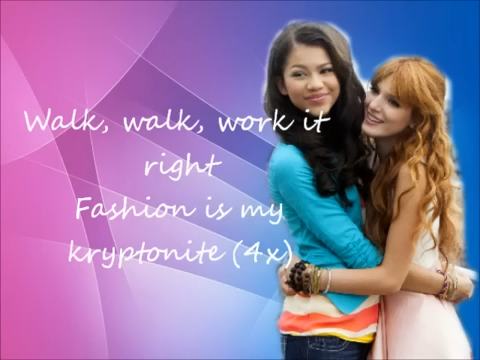 Walk, walk, work it
right
Fashion is my
kryptonite (4x)